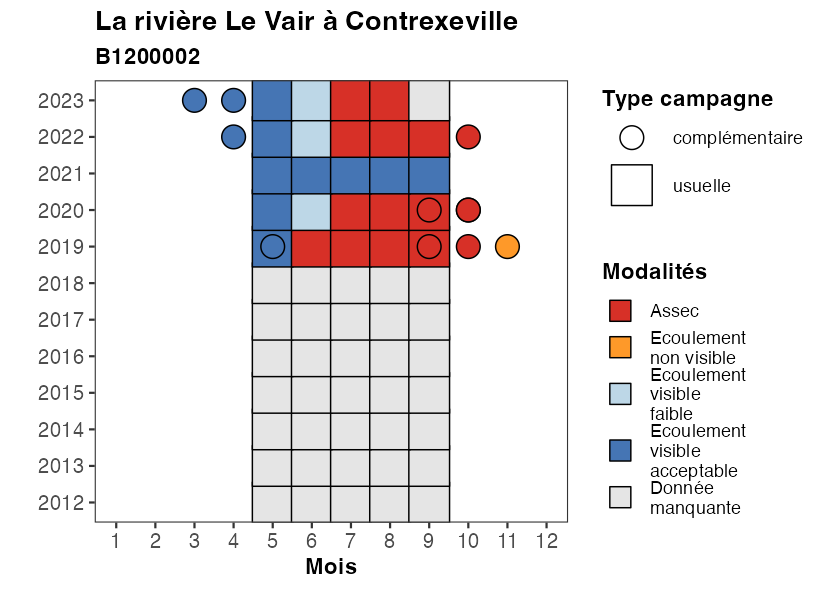 La rivière Le Vair à Contrexeville
B1200002
2023
2022
2021
2020
2019
2018
2017
2016
2015
2014
2013
2012
1 2 3 4 5 6 7 8 9 10 11 12
Mois
Type campagne
complémentaire
usuelle
Modalités
Assec
Ecoulement
non visible
Ecoulement
visible
faible
Ecoulement
visible
acceptable
Donnée
manquante